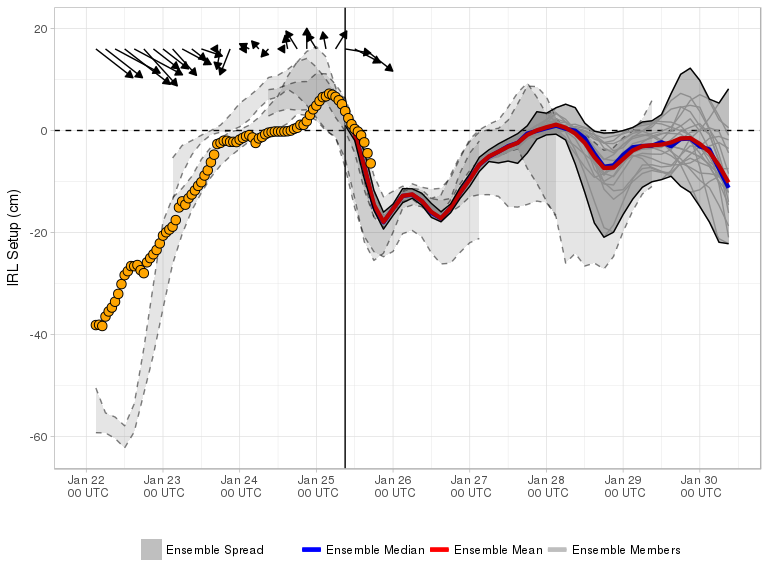 20
0
-20
-40
-60
IRL Setup (cm)
Jan 22 Jan 23 Jan 24 Jan 25 Jan 26 Jan 27 Jan 28 Jan 29 Jan 30
00 UTC 00 UTC 00 UTC 00 UTC 00 UTC 00 UTC 00 UTC 00 UTC 00 UTC
Ensemble Spread Ensemble Median Ensemble Mean Ensemble Members